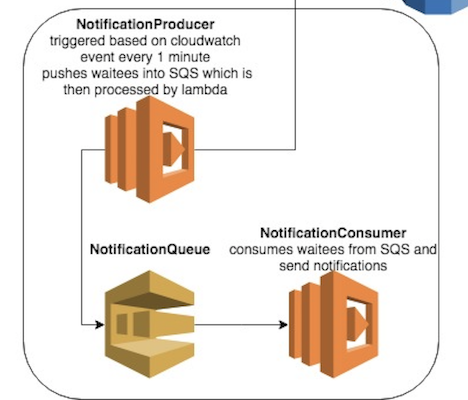 NotificationProducer
triggered based on cloudwatch
event every 1 minute
pushes waitees into SQS which is
then processed by lambda
NotificationQueue
NotificationConsumer
consumes waitees from SQS and
send notifications